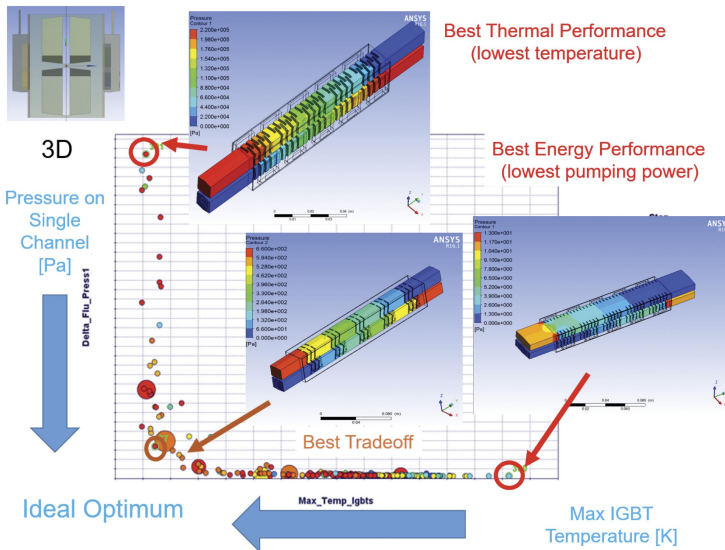 Pressure
Contour 1
2.200e+005
1.980e+005
1.760e+005
1.540e+005
1.320e+005
1.100e+005
8.800e+004
6.600e+004
4.400e+004
2.200e+004
0.000e+000
[Pa]
ANSYS
R16.1
Best Thermal Performance
(lowest temperature)
3D
Best Energy Performance
(lowest pumping power)
Pressure on
Single
Channel
[Pa]
Delta_Flu_Press1
Pressure
Contour 2
6.600e+002
5.940e+002
5.280e+002
4.620e+002
3.960e+002
3.300e+002
2.640e+002
1.980e+002
1.320e+002
6.600e+001
0.000e+000
[Pa]
ANSYS
R16.1
Pressure
Contour 1
1.300e+001
1.170e+001
1.040e+001
9.100e+000
7.800e+000
6.500e+000
5.200e+000
3.900e+000
2.600e+000
1.300e+000
0.000e+000
[Pa]
ANSYS
Best Tradeoff
Max_Temp_Igbts
Ideal Optimum
Max IGBT
Temperature [K]